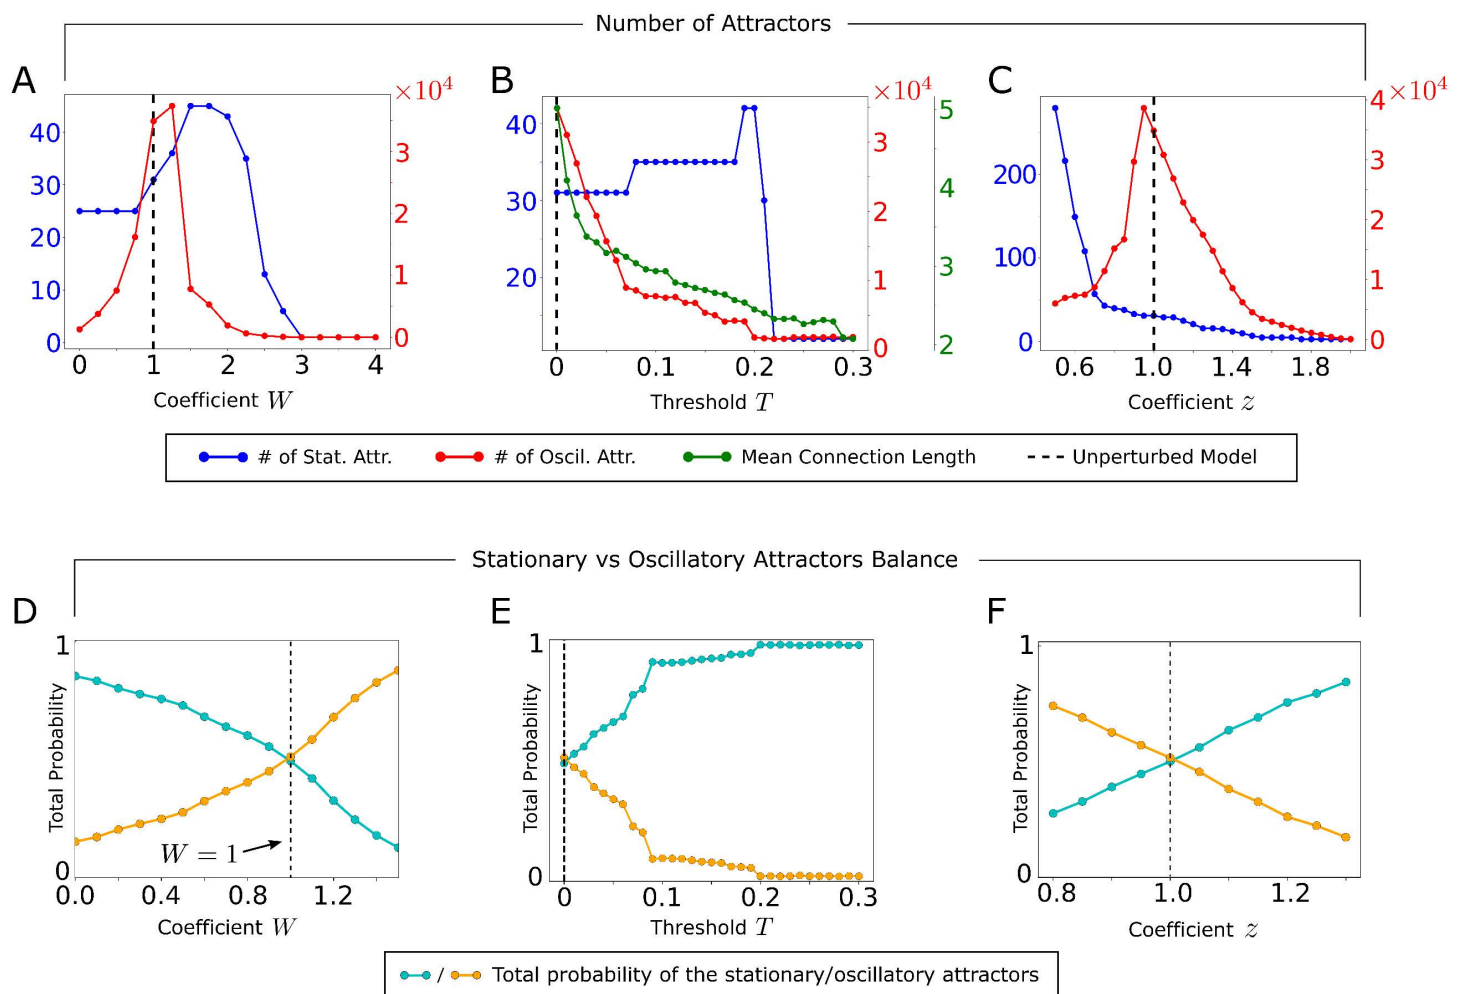 Number of Attractors
A
B
C
×10⁴
×10⁴
5
4×10⁴
40
40
3
3
200
3
30
30
4
20
2
2
2
100
10
1
20
1
3
1
0
0
0
2
0
0
0 1 2 3 4
0 0.1 0.2 0.3
0.6 1.0 1.4 1.8
Coefficient W
Threshold T
Coefficient z
# of Stat. Attr. # of Oscil. Attr. Mean Connection Length Unperturbed Model
Stationary vs Oscillatory Attractors Balance
D
E
F
1
1
1
Total Probability
Total Probability
Total Probability
W = 1
0
0
0
0.0 0.4 0.8 1.2
0 0.1 0.2 0.3
0.8 1.0 1.2
Coefficient W
Threshold T
Coefficient z
/ Total probability of the stationary/oscillatory attractors